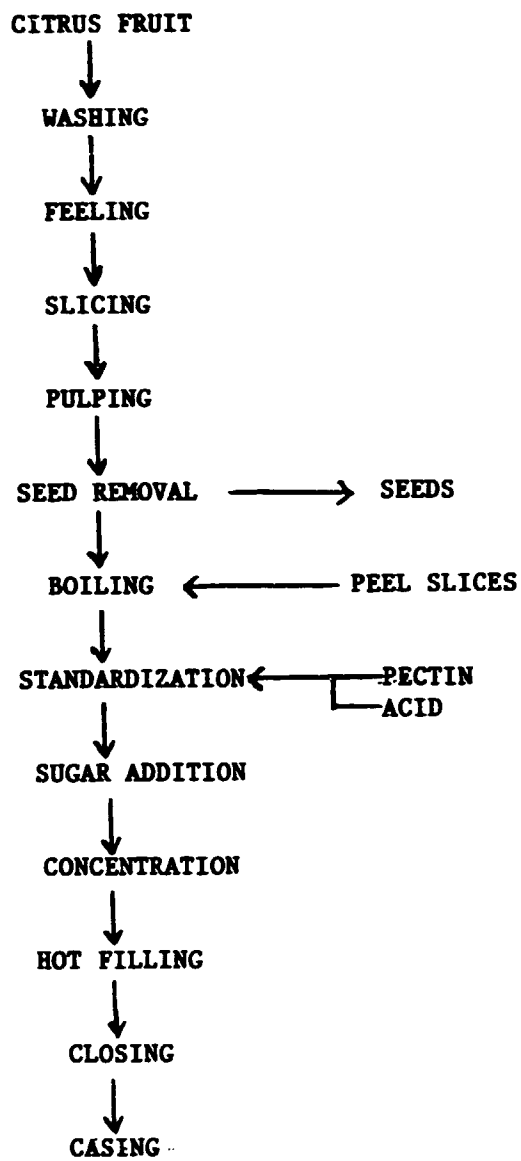 CITRUS FRUIT
WASHING
FEELING
SLICING
PULPING
SEED REMOVAL SEEDS
BOILING PEEL SLICES
STANDARDIZATION PECTIN
ACID
SUGAR ADDITION
CONCENTRATION
HOT FILLING
CLOSING
CASING